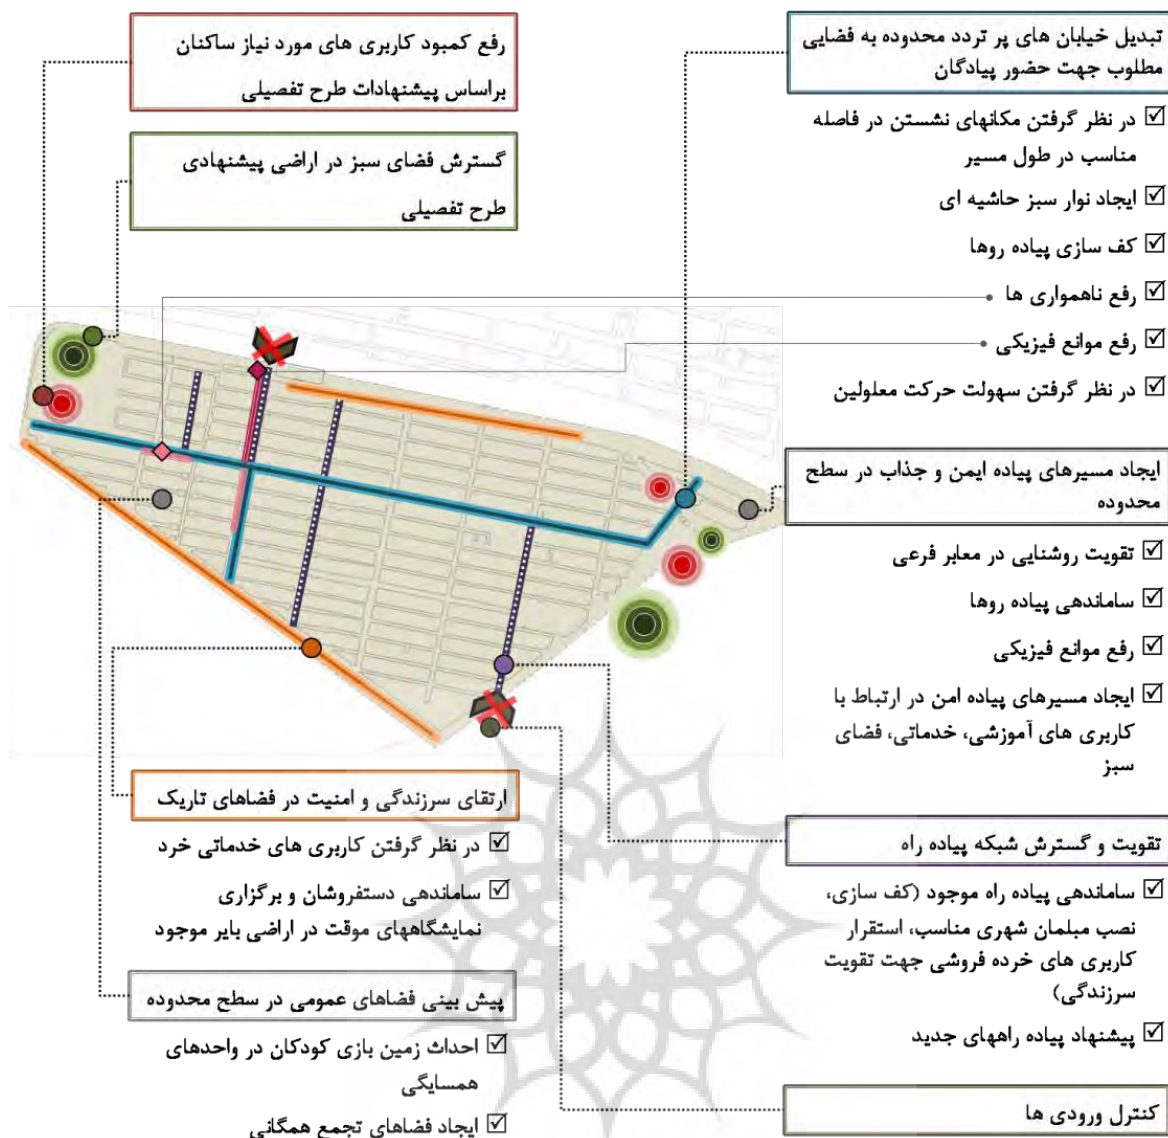 تبدیل خیابان های پر تردد محدوده به فضایی
مطلوب جهت حضور پیادگان
در نظر گرفتن مکانهای نشستن در فاصله
مناسب در طول مسیر
ایجاد نوار سبز حاشیه ای
کف سازی پیاده روها
رفع ناهمواری ها
رفع موانع فیزیکی
در نظر گرفتن سهولت حرکت معلولین
ایجاد مسیرهای پیاده ایمن و جذاب در سطح
محدوده
تقویت روشنایی در معابر فرعی
ساماندهی پیاده روها
رفع موانع فیزیکی
ایجاد مسیرهای پیاده امن در ارتباط با
کاربری های آموزشی، خدماتی، فضای
سبز
تقویت و گسترش شبکه پیاده راه
ساماندهی پیاده راه موجود (کف سازی،
نصب مبلمان شهری مناسب، استقرار
کاربری های خرده فروشی جهت تقویت
سرزندگی)
پیشنهاد پیاده راههای جدید
کنترل ورودی ها
رفع کمبود کاربری های مورد نیاز ساکنان
براساس پیشنهادات طرح تفصیلی
گسترش فضای سبز در اراضی پیشنهادی
طرح تفصیلی
ارتقای سرزندگی و امنیت در فضاهای تاریک
در نظر گرفتن کاربری های خدماتی خرد
ساماندهی دستفروشان و برگزاری
نمایشگاههای موقت در اراضی بایر موجود
پیش بینی فضاهای عمومی در سطح محدوده
احداث زمین بازی کودکان در واحدهای
همسایگی
ایجاد فضاهای تجمع همگانی